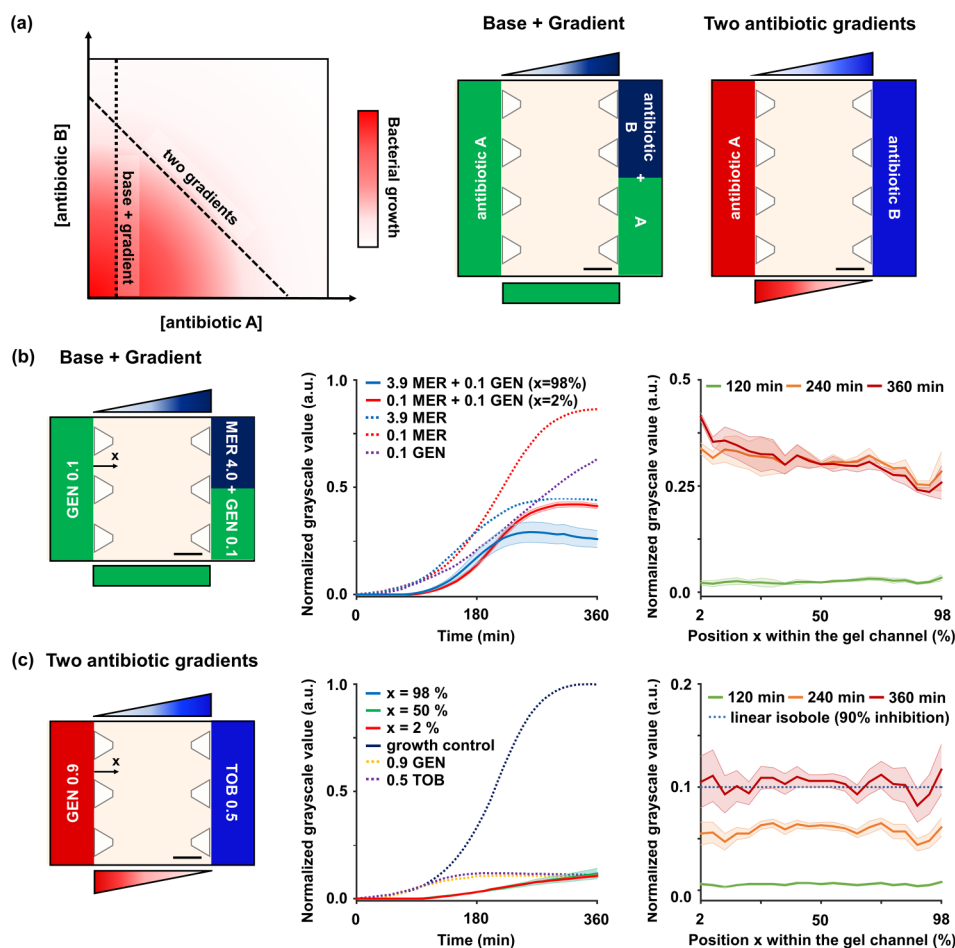 (a)
Base + Gradient
Two antibiotic gradients
[antibiotic B]
base + gradient
two gradients
[antibiotic A]
Bacterial growth
antibiotic A
antibiotic
B
+
A
antibiotic A
antibiotic B
(b)
Base + Gradient
GEN 0.1
x
MER 4.0 + GEN 0.1
Normalized grayscale value (a.u.)
1.0
0.5
0
3.9 MER + 0.1 GEN (x=98%)
0.1 MER + 0.1 GEN (x=2%)
3.9 MER
0.1 MER
0.1 GEN
0
180
360
Time (min)
Normalized grayscale value (a.u.)
0.5
0.25
0.0
120 min
240 min
360 min
2
50
98
Position x within the gel channel (%)
(c)
Two antibiotic gradients
GEN 0.9
x
TOB 0.5
Normalized grayscale value (a.u.)
1.0
0.5
0.0
x = 98 %
x = 50 %
x = 2 %
growth control
0.9 GEN
0.5 TOB
0
180
360
Time (min)
Normalized grayscale value (a.u.)
0.2
0.1
0.0
120 min
240 min
360 min
linear isobole (90% inhibition)
2
50
98
Position x within the gel channel (%)